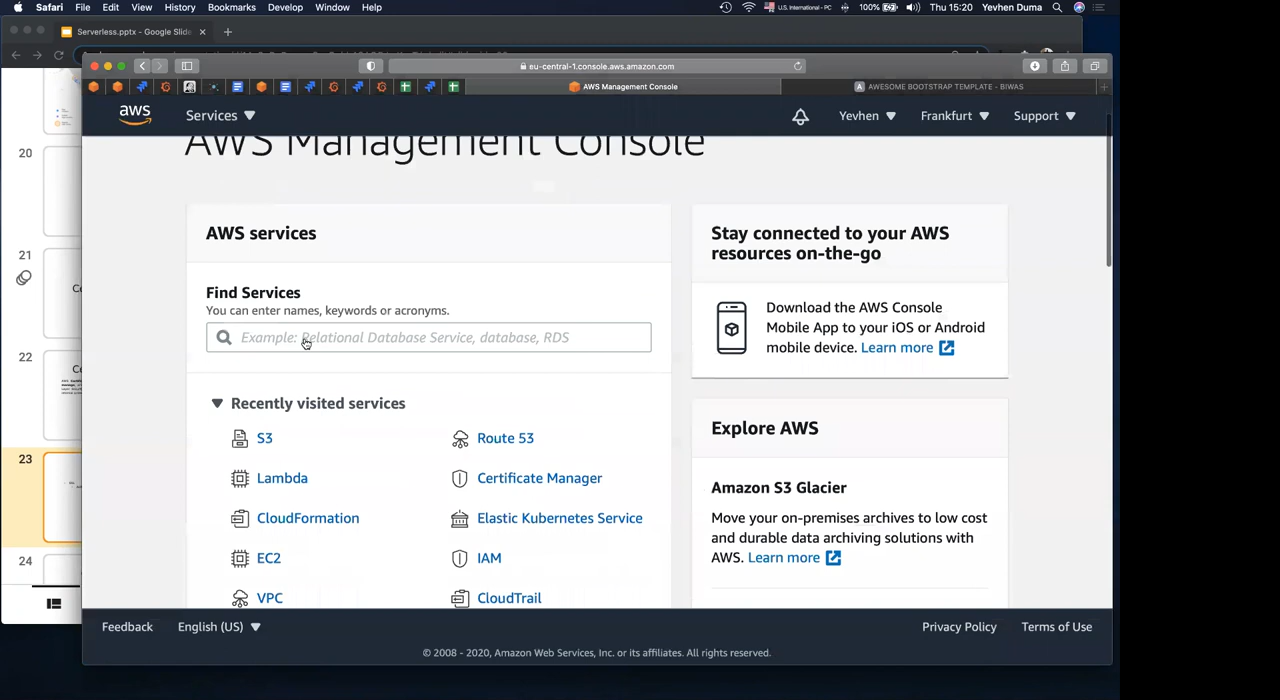 Safari File Edit View History Bookmarks Develop Window Help
U.S. International - PC 100% Thu 15:20 Yevhen Duma
Serverless.pptx - Google Slide
eu-central-1.console.aws.amazon.com
AWS Management Console
AWESOME BOOTSTRAP TEMPLATE - BIWAS
aws Services Yevhen Frankfurt Support
AWS Management Console
20
21
22
23
24
AWS services
Find Services
You can enter names, keywords or acronyms.
Example: Relational Database Service, database, RDS
Recently visited services
S3
Route 53
Lambda
Certificate Manager
CloudFormation
Elastic Kubernetes Service
EC2
IAM
VPC
CloudTrail
Stay connected to your AWS
resources on-the-go
Download the AWS Console
Mobile App to your iOS or Android
mobile device. Learn more
Explore AWS
Amazon S3 Glacier
Move your on-premises archives to low cost
and durable data archiving solutions with
AWS. Learn more
Feedback English (US) Privacy Policy Terms of Use
© 2008 - 2020, Amazon Web Services, Inc. or its affiliates. All rights reserved.